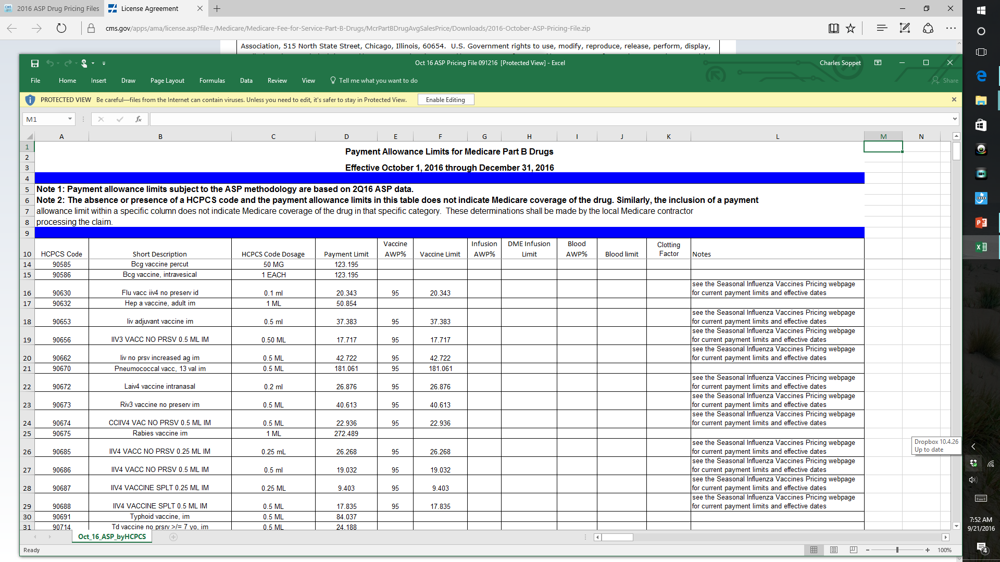 2016 ASP Drug Pricing Files
License Agreement
cms.gov/apps/ama/license.asp?file=/Medicare/Medicare-Fee-for-Service-Part-B-Drugs/McrPartBDrugAvgSalesPrice/Downloads/2016-October-ASP-Pricing-File.zip
Association, 515 North State Street, Chicago, Illinois, 60654. U.S. Government rights to use, modify, reproduce, release, perform, display,
Oct 16 ASP Pricing File 091216 [Protected View] - Excel
Charles Soppet
File Home Insert Draw Page Layout Formulas Data Review View Tell me what you want to do Share
PROTECTED VIEW Be careful—files from the Internet can contain viruses. Unless you need to edit, it's safer to stay in Protected View. Enable Editing
M1 fx
A B C D E F G H I J K L M N
1
2 Payment Allowance Limits for Medicare Part B Drugs
3 Effective October 1, 2016 through December 31, 2016
4
5 Note 1: Payment allowance limits subject to the ASP methodology are based on 2Q16 ASP data.
6 Note 2: The absence or presence of a HCPCS code and the payment allowance limits in this table does not indicate Medicare coverage of the drug. Similarly, the inclusion of a payment
7 allowance limit within a specific column does not indicate Medicare coverage of the drug in that specific category. These determinations shall be made by the local Medicare contractor
8 processing the claim.
9
10 HCPCS Code Short Description HCPCS Code Dosage Payment Limit Vaccine AWP% Vaccine Limit Infusion AWP% DME Infusion Limit Blood AWP% Blood limit Clotting Factor Notes
14 90585 Bcg vaccine percut 50 MG 123.195
15 90586 Bcg vaccine, intravesical 1 EACH 123.195
16 90630 Flu vacc iiv4 no preserv id 0.1 ml 20.343 95 20.343 see the Seasonal Influenza Vaccines Pricing webpage for current payment limits and effective dates
17 90632 Hep a vaccine, adult im 1 ML 50.854
18 90653 Iiv adjuvant vaccine im 0.5 ml 37.383 95 37.383 see the Seasonal Influenza Vaccines Pricing webpage for current payment limits and effective dates
19 90656 IIV3 VACC NO PRSV 0.5 ML IM 0.50 ML 17.717 95 17.717 see the Seasonal Influenza Vaccines Pricing webpage for current payment limits and effective dates
20 90662 Iiv no prsv increased ag im 0.5 ML 42.722 95 42.722 see the Seasonal Influenza Vaccines Pricing webpage for current payment limits and effective dates
21 90670 Pneumococcal vacc, 13 val im 0.5 ML 181.061 95 181.061
22 90672 Laiv4 vaccine intranasal 0.2 ml 26.876 95 26.876 see the Seasonal Influenza Vaccines Pricing webpage for current payment limits and effective dates
23 90673 Riv3 vaccine no preserv im 0.5 ML 40.613 95 40.613 see the Seasonal Influenza Vaccines Pricing webpage for current payment limits and effective dates
24 90674 CCIIV4 VAC NO PRSV 0.5 ML IM 0.5 ML 22.936 95 22.936 see the Seasonal Influenza Vaccines Pricing webpage for current payment limits and effective dates
25 90675 Rabies vaccine im 1 ML 272.489
26 90685 IIV4 VACC NO PRSV 0.25 ML IM 0.25 mL 26.268 95 26.268 see the Seasonal Influenza Vaccines Pricing webpage for current payment limits and effective dates
27 90686 IIV4 VACC NO PRSV 0.5 ML IM 0.5 ml 19.032 95 19.032 see the Seasonal Influenza Vaccines Pricing webpage for current payment limits and effective dates
28 90687 IIV4 VACCINE SPLT 0.25 ML IM 0.25 ML 9.403 95 9.403 see the Seasonal Influenza Vaccines Pricing webpage for current payment limits and effective dates
29 90688 IIV4 VACCINE SPLT 0.5 ML IM 0.5 ML 17.835 95 17.835 see the Seasonal Influenza Vaccines Pricing webpage for current payment limits and effective dates
30 90691 Typhoid vaccine, im 0.5 ML 84.037
31 90714 Td vaccine no prsrv >/= 7 yo, im 0.5 ML 24.188
Oct_16_ASP_byHCPCS
Ready
100%
Dropbox 10.4.26
Up to date
7:52 AM
9/21/2016
4